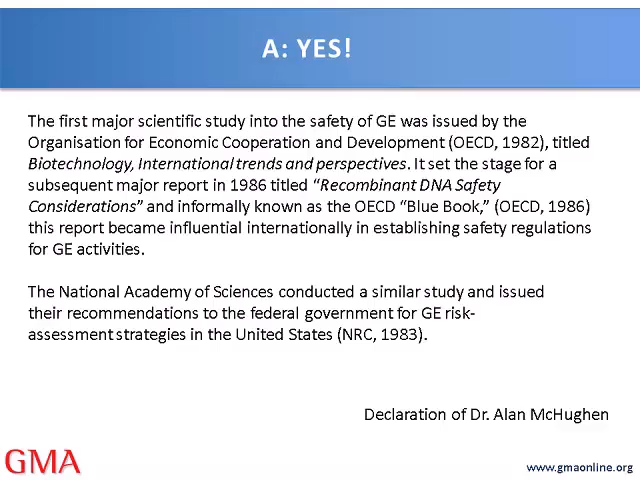 A: YES!
The first major scientific study into the safety of GE was issued by the
Organisation for Economic Cooperation and Development (OECD, 1982), titled
Biotechnology, International trends and perspectives. It set the stage for a
subsequent major report in 1986 titled “Recombinant DNA Safety
Considerations” and informally known as the OECD “Blue Book,” (OECD, 1986)
this report became influential internationally in establishing safety regulations
for GE activities.
The National Academy of Sciences conducted a similar study and issued
their recommendations to the federal government for GE risk-
assessment strategies in the United States (NRC, 1983).
Declaration of Dr. Alan McHughen
GMA
www.gmaonline.org